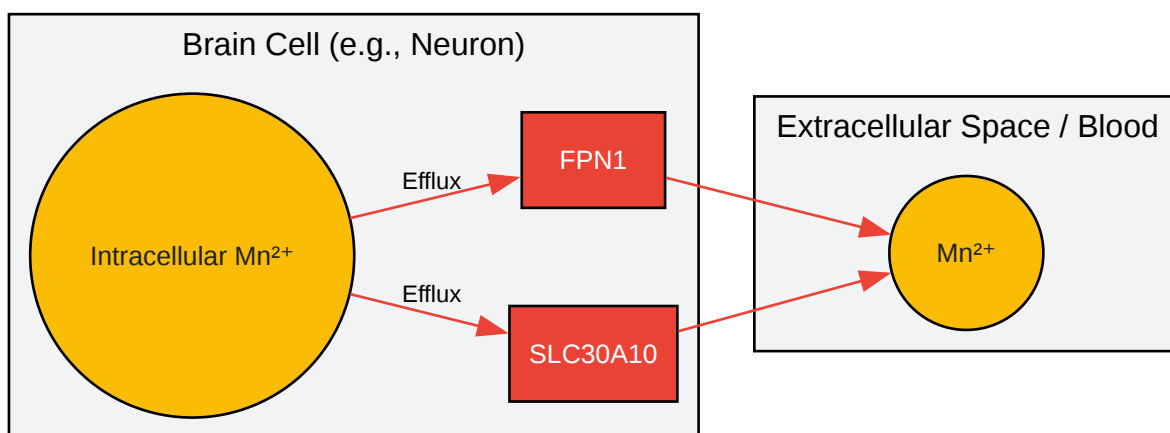 Brain Cell (e.g., Neuron)
Intracellular Mn²⁺
Efflux
FPN1
Efflux
SLC30A10
Extracellular Space / Blood
Mn²⁺